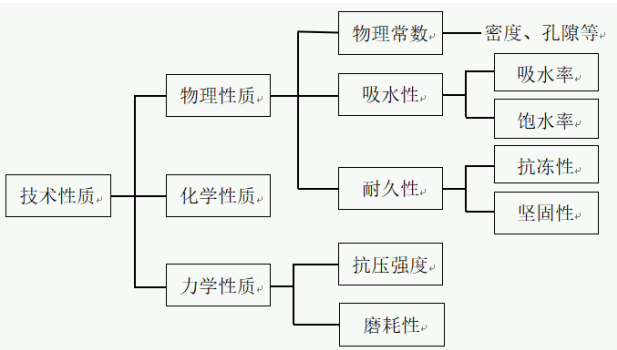 物理常数
密度、孔隙等
吸水率
物理性质
吸水性
饱水率
抗冻性
技术性质
化学性质
耐久性
坚固性
抗压强度
力学性质
磨耗性